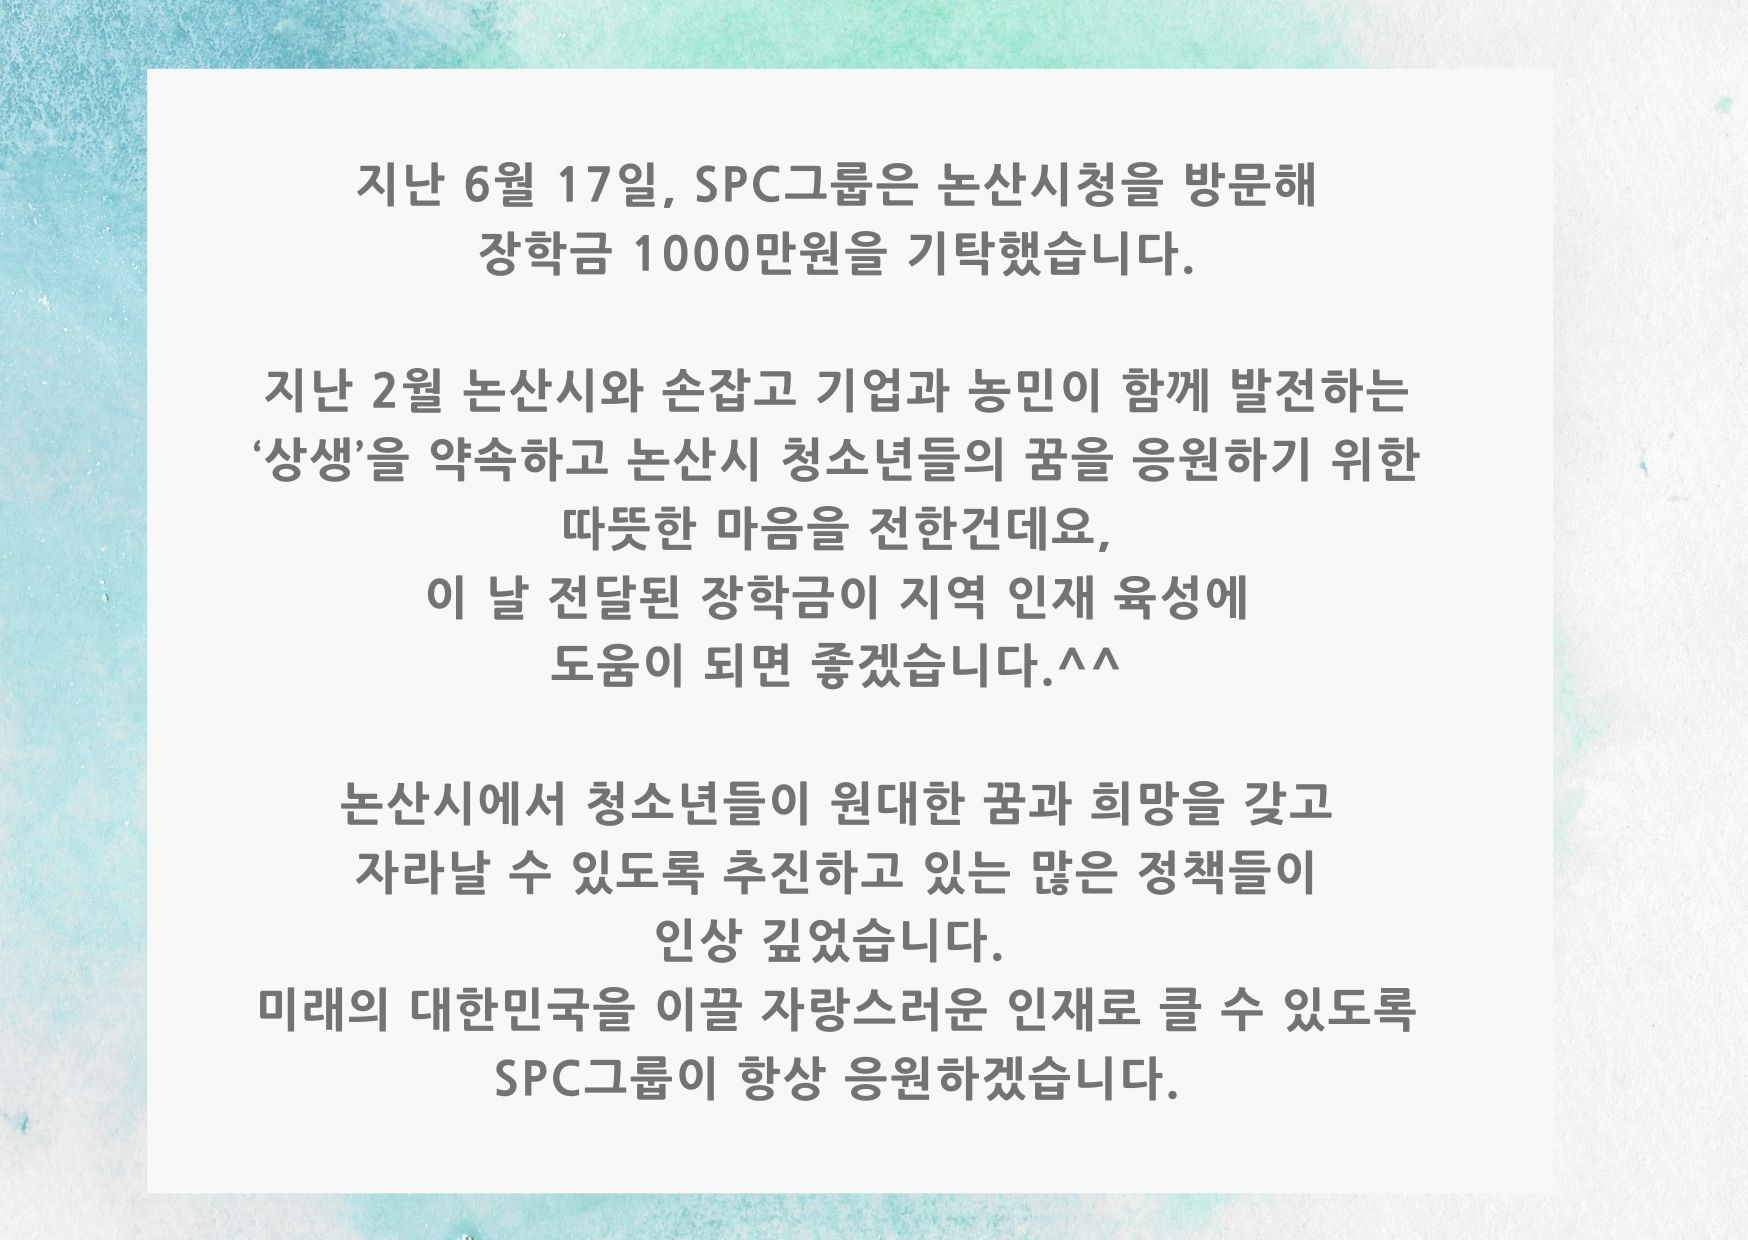 지난 6월 17일, SPC그룹은 논산시청을 방문해
장학금 1000만원을 기탁했습니다.
지난 2월 논산시와 손잡고 기업과 농민이 함께 발전하는
‘상생’을 약속하고 논산시 청소년들의 꿈을 응원하기 위한
따뜻한 마음을 전한건데요,
이 날 전달된 장학금이 지역 인재 육성에
도움이 되면 좋겠습니다.^^
논산시에서 청소년들이 원대한 꿈과 희망을 갖고
자라날 수 있도록 추진하고 있는 많은 정책들이
인상 깊었습니다.
미래의 대한민국을 이끌 자랑스러운 인재로 클 수 있도록
SPC그룹이 항상 응원하겠습니다.